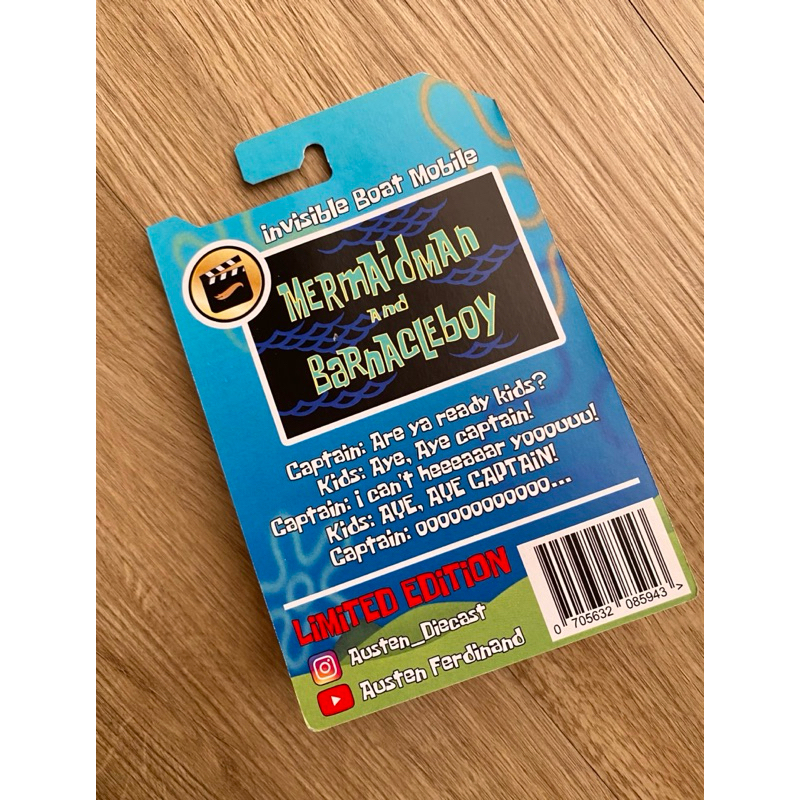 invisible Boat Mobile
MERMAidMAN
AND
BARNACLEBOY
Captain: Are ya ready kids?
Kids: Aye, Aye captain!
Captain: i can't heeeaaar yooouuu!
Kids: AYE, AYE CAPTAiN!
Captain: oooooooooooo...
LiMiTED EDiTiON
Austen_Diecast
Austen Ferdinand
0 705632 085943 >